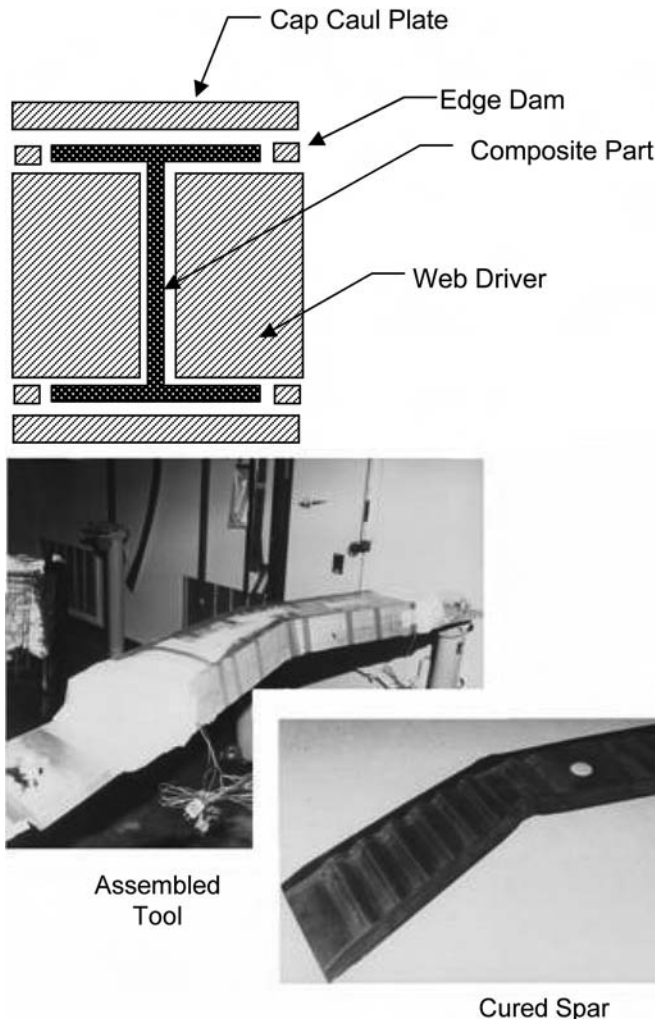 Cap Caul Plate
Edge Dam
Composite Part
Web Driver
Assembled
Tool
Cured Spar